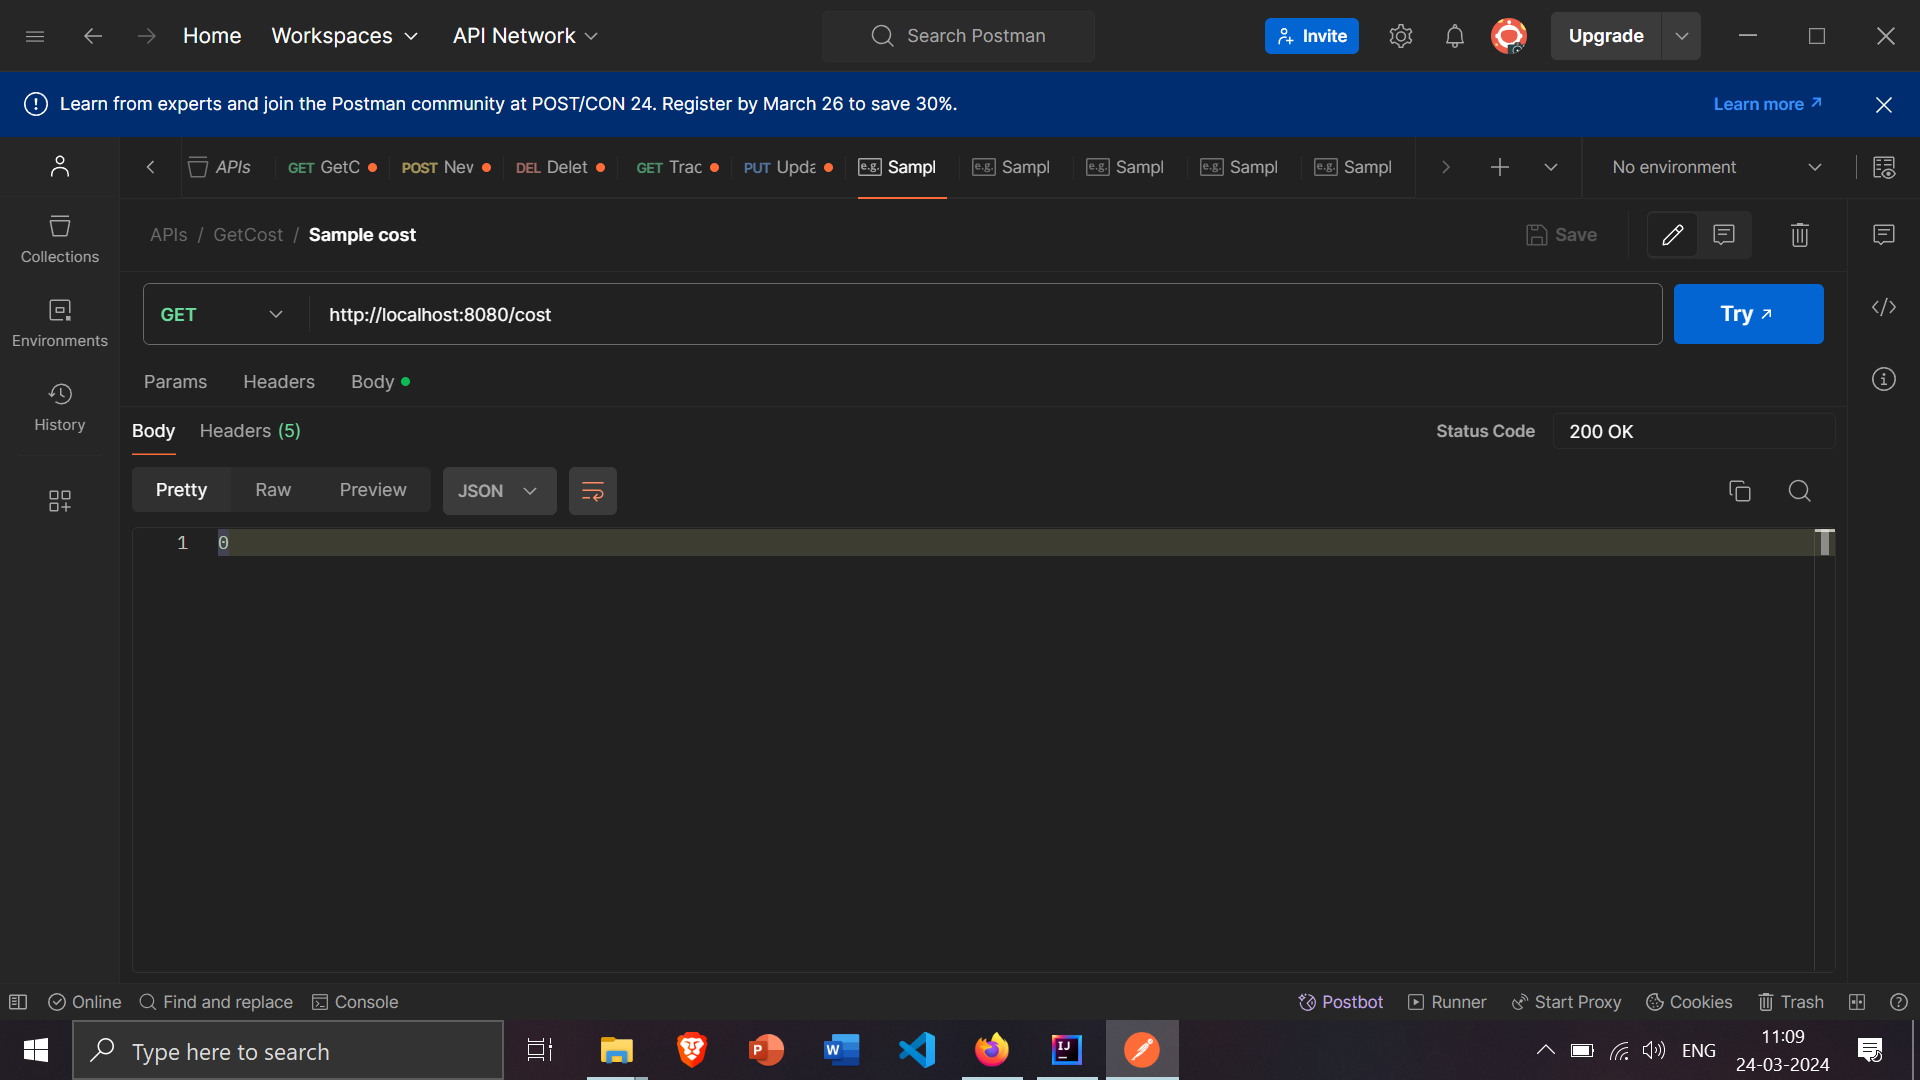 Home Workspaces API Network Search Postman Invite Upgrade
Learn from experts and join the Postman community at POST/CON 24. Register by March 26 to save 30%. Learn more
APIs GET GetC POST Nev DEL Delet GET Trac PUT Upda e.g. Sampl e.g. Sampl e.g. Sampl e.g. Sampl e.g. Sampl No environment
Collections
Environments
History
APIs / GetCost / Sample cost Save
GET http://localhost:8080/cost Try
Params Headers Body
Body Headers (5) Status Code 200 OK
Pretty Raw Preview JSON
1 0
Online Find and replace Console Postbot Runner Start Proxy Cookies Trash
Type here to search ENG 11:09
24-03-2024